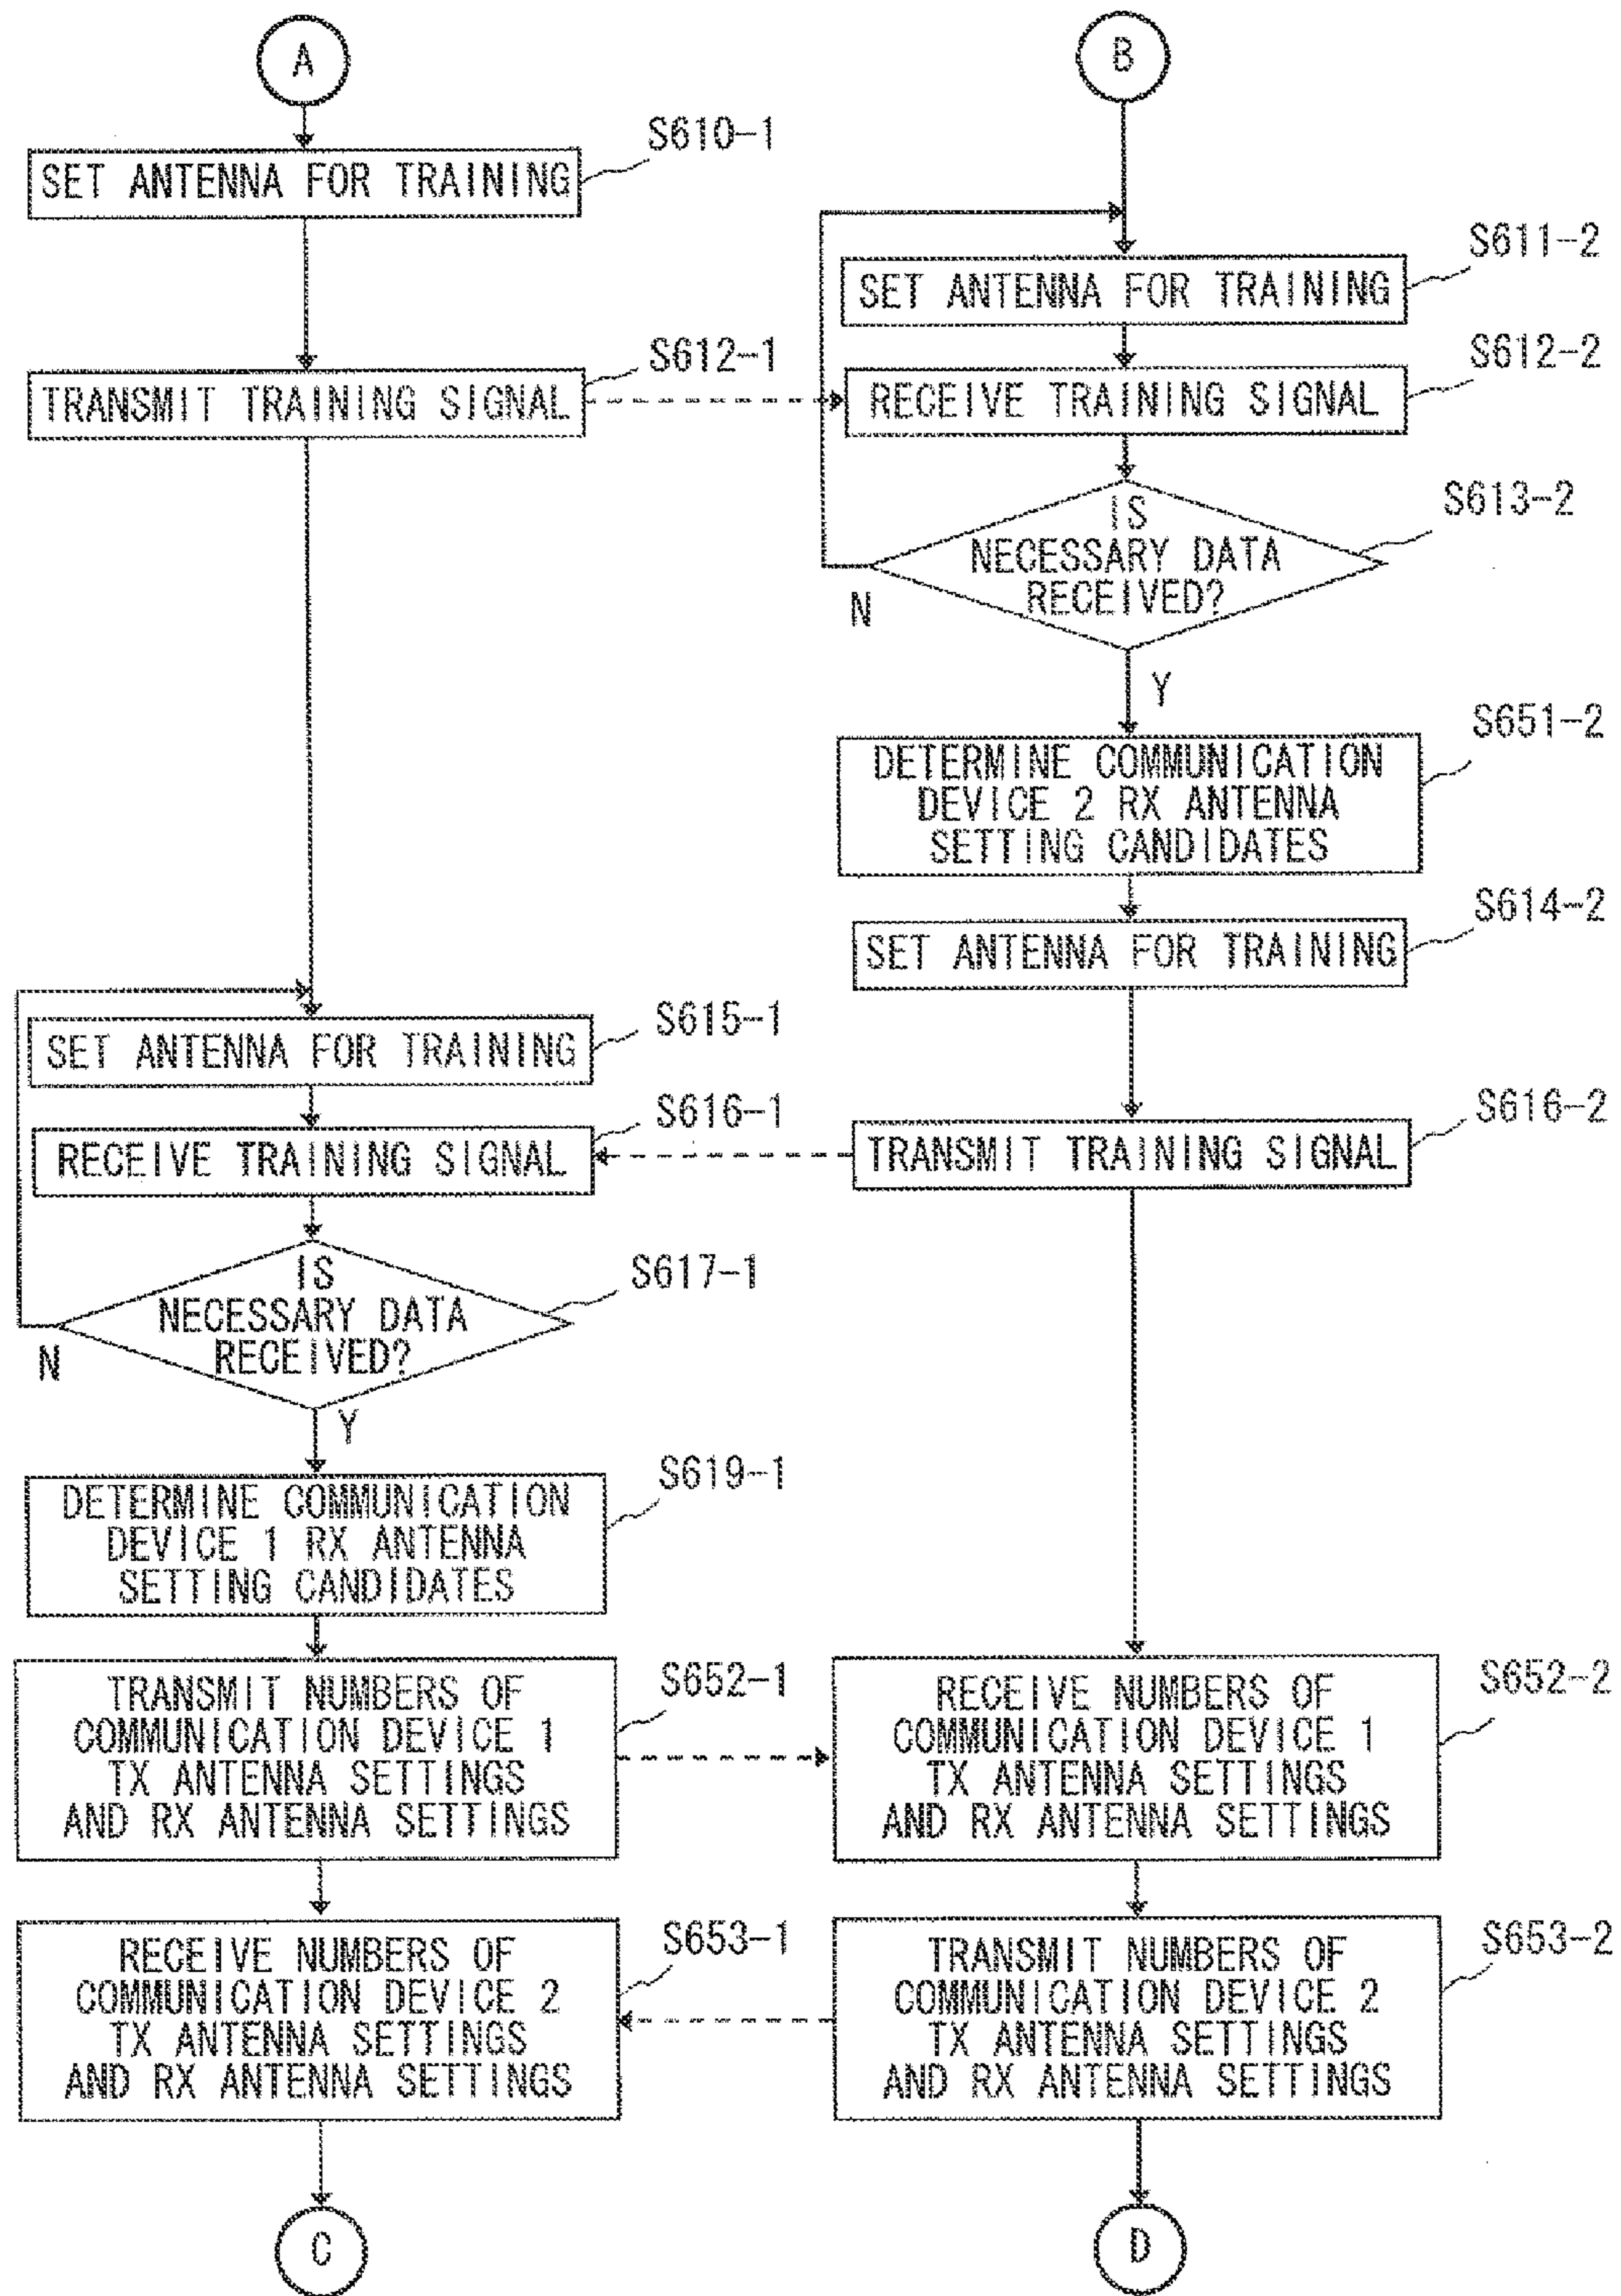 A
S610-1
SET ANTENNA FOR TRAINING
S612-1
TRANSMIT TRAINING SIGNAL
S615-1
SET ANTENNA FOR TRAINING
S616-1
RECEIVE TRAINING SIGNAL
S617-1
IS
NECESSARY DATA
RECEIVED?
N
Y
S619-1
DETERMINE COMMUNICATION
DEVICE 1 RX ANTENNA
SETTING CANDIDATES
S652-1
TRANSMIT NUMBERS OF
COMMUNICATION DEVICE 1
TX ANTENNA SETTINGS
AND RX ANTENNA SETTINGS
S653-1
RECEIVE NUMBERS OF
COMMUNICATION DEVICE 2
TX ANTENNA SETTINGS
AND RX ANTENNA SETTINGS
C
B
S611-2
SET ANTENNA FOR TRAINING
S612-2
RECEIVE TRAINING SIGNAL
S613-2
IS
NECESSARY DATA
RECEIVED?
N
Y
S651-2
DETERMINE COMMUNICATION
DEVICE 2 RX ANTENNA
SETTING CANDIDATES
S614-2
SET ANTENNA FOR TRAINING
S616-2
TRANSMIT TRAINING SIGNAL
S652-2
RECEIVE NUMBERS OF
COMMUNICATION DEVICE 1
TX ANTENNA SETTINGS
AND RX ANTENNA SETTINGS
S653-2
TRANSMIT NUMBERS OF
COMMUNICATION DEVICE 2
TX ANTENNA SETTINGS
AND RX ANTENNA SETTINGS
D